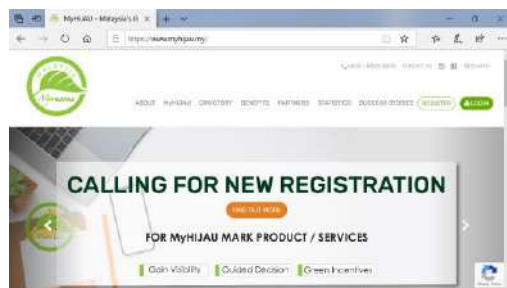 MyHIJAU - Malaysia's
https://www.myhijau.my
MALAYSIA
ABOUT MyHIJAU DIRECTORY BENEFITS PARTNERS STATISTICS SUCCESS STORIES REGISTER LOGIN
CALLING FOR NEW REGISTRATION
FIND OUT MORE
FOR MyHIJAU MARK PRODUCT / SERVICES
Gain Visibility Guided Decision Green Incentives